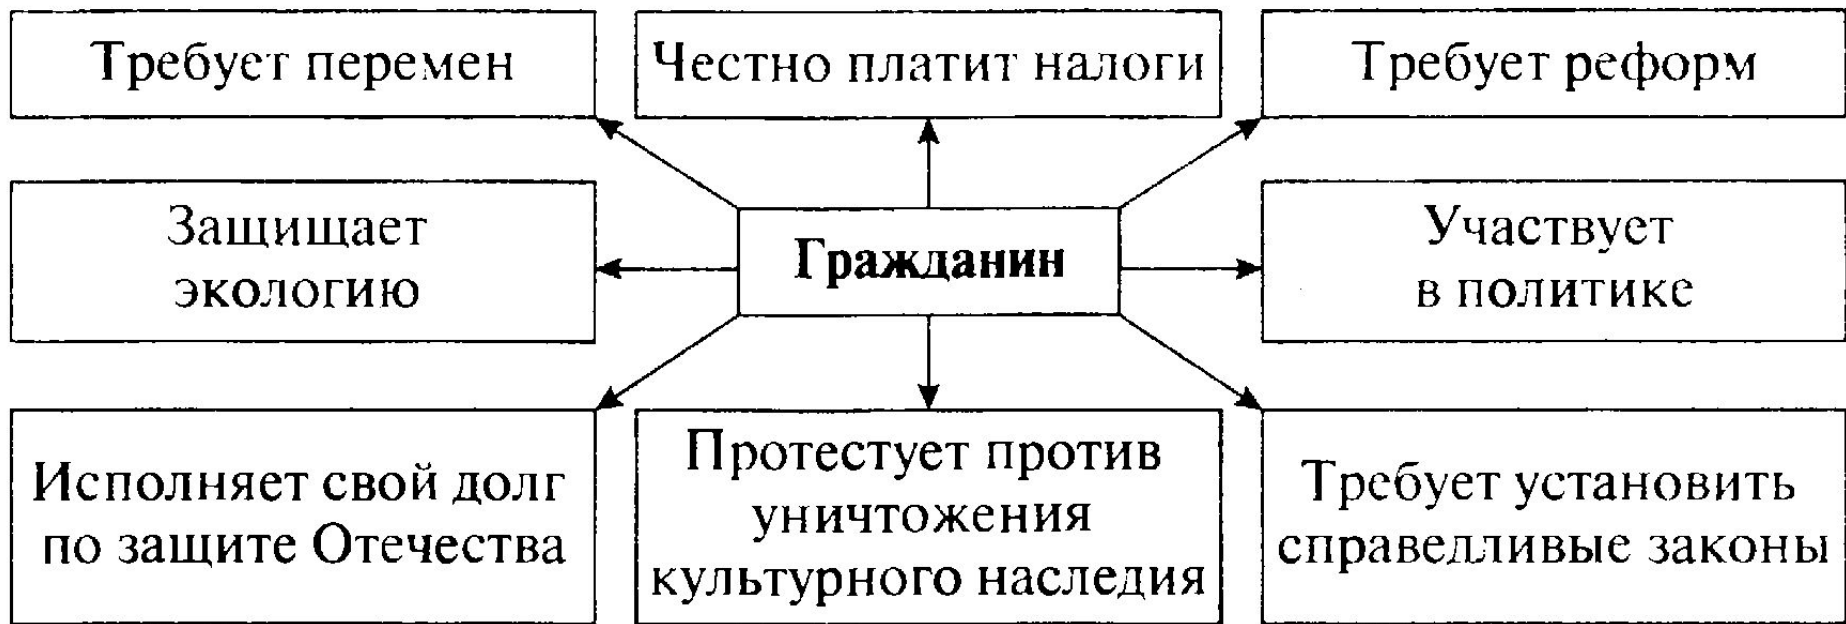 Требует перемен
Честно платит налоги
Требует реформ
Защищает
экологию
Гражданин
Участвует
в политике
Исполняет свой долг
по защите Отечества
Протестует против
уничтожения
культурного наследия
Требует установить
справедливые законы